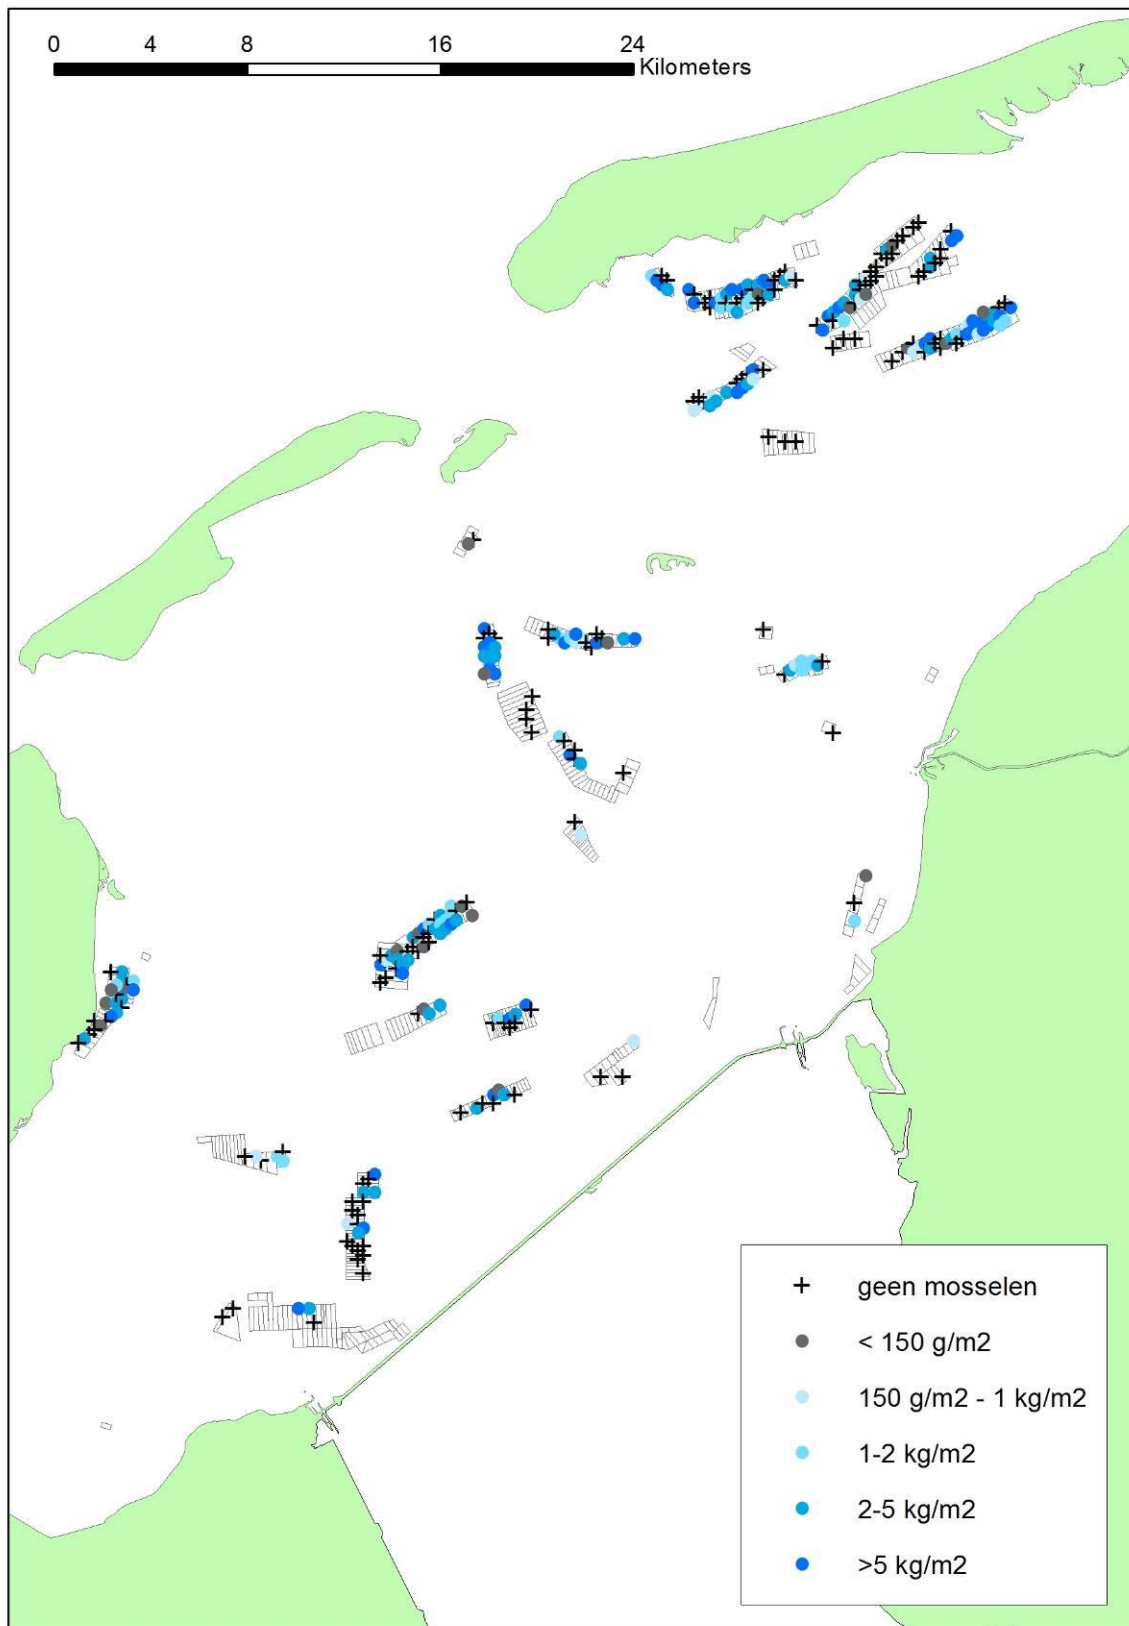 0 4 8 16 24
Kilometers
geen mosselen
< 150 g/m2
150 g/m2 - 1 kg/m2
1-2 kg/m2
2-5 kg/m2
>5 kg/m2